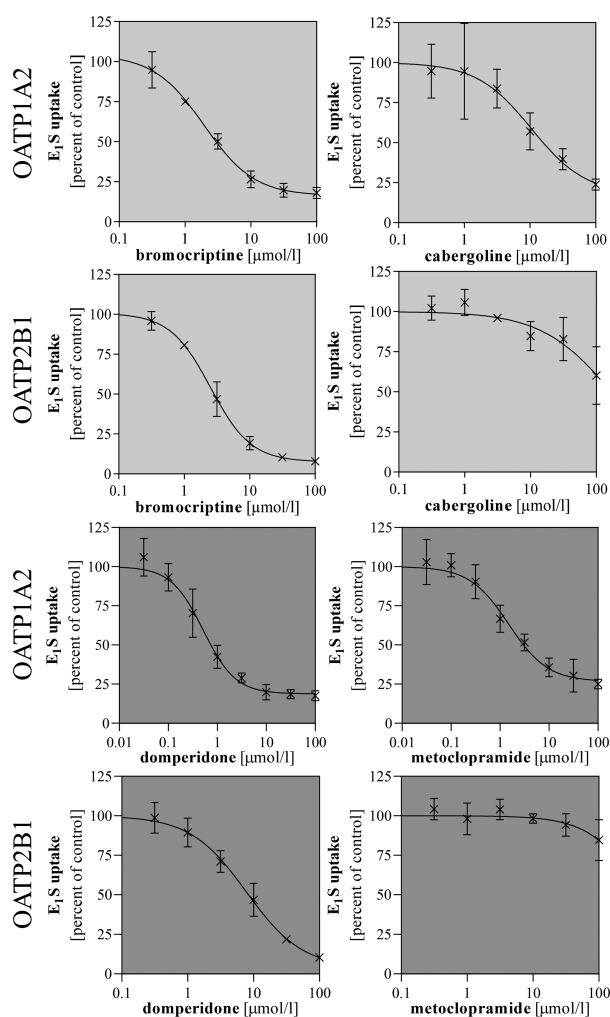 OATP1A2
E₁S uptake
[percent of control]
125
100
75
50
25
0
0.1 1 10 100
bromocriptine [µmol/l]
E₁S uptake
[percent of control]
125
100
75
50
25
0
0.1 1 10 100
cabergoline [µmol/l]
OATP2B1
E₁S uptake
[percent of control]
125
100
75
50
25
0
0.1 1 10 100
bromocriptine [µmol/l]
E₁S uptake
[percent of control]
125
100
75
50
25
0
0.1 1 10 100
cabergoline [µmol/l]
OATP1A2
E₁S uptake
[percent of control]
125
100
75
50
25
0
0.01 0.1 1 10 100
domperidone [µmol/l]
E₁S uptake
[percent of control]
125
100
75
50
25
0
0.01 0.1 1 10 100
metoclopramide [µmol/l]
OATP2B1
E₁S uptake
[percent of control]
125
100
75
50
25
0
0.1 1 10 100
domperidone [µmol/l]
E₁S uptake
[percent of control]
125
100
75
50
25
0
0.1 1 10 100
metoclopramide [µmol/l]